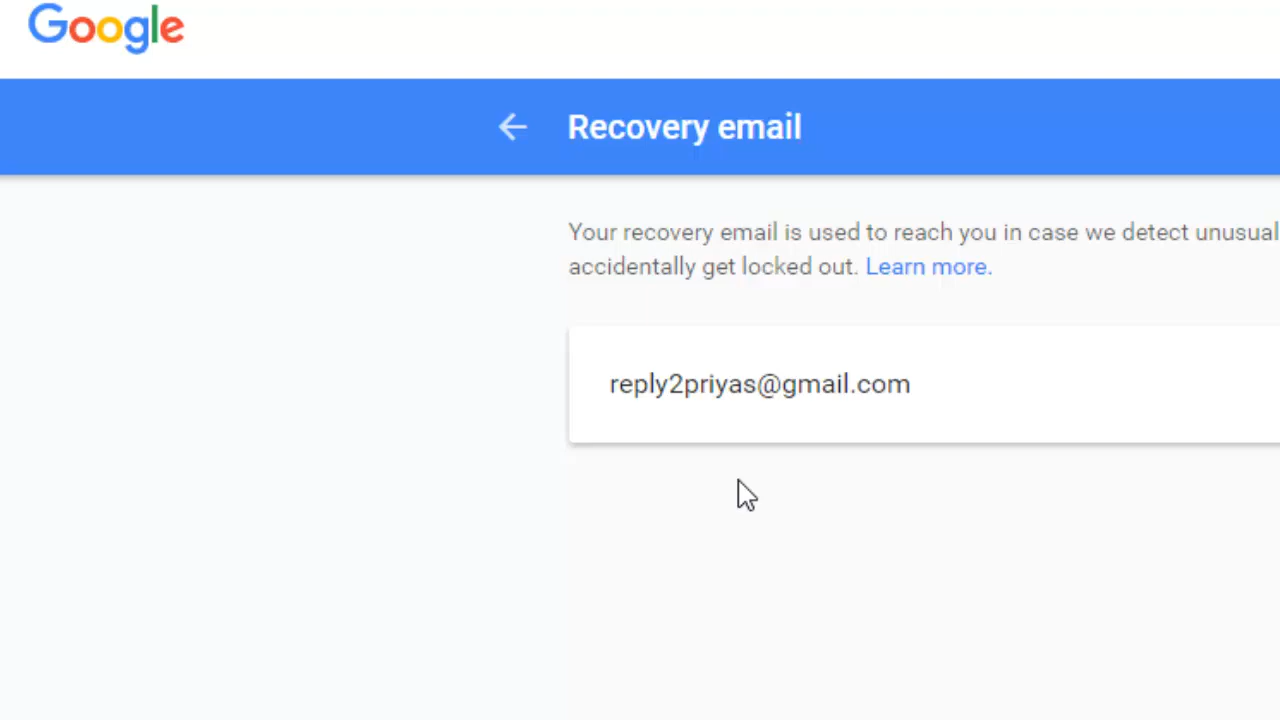 Google
Recovery email
Your recovery email is used to reach you in case we detect unusual
accidentally get locked out. Learn more.
reply2priyas@gmail.com